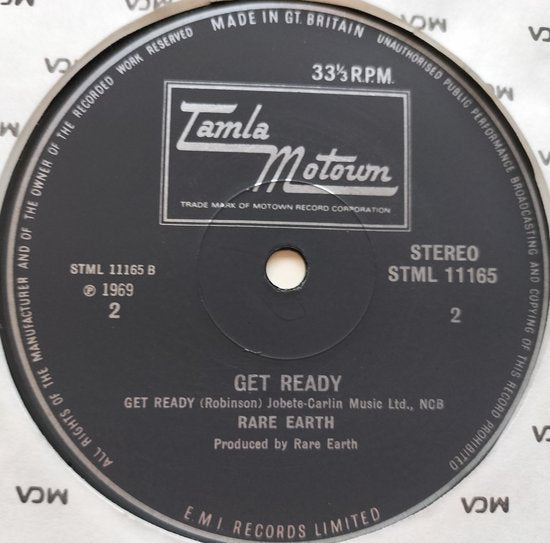 MADE IN GT. BRITAIN
UNAUTHORISED PUBLIC PERFORMANCE BROADCASTING AND COPYING OF THIS RECORD PROHIBITED
ALL RIGHTS OF THE MANUFACTURER AND OF THE OWNER OF THE RECORDED WORK RESERVED
33⅓ R.P.M.
Tamla
Motown
TRADE MARK OF MOTOWN RECORD CORPORATION
STML 11165 B
℗ 1969
2
STEREO
STML 11165
2
GET READY
GET READY (Robinson) Jobete-Carlin Music Ltd., NCB
RARE EARTH
Produced by Rare Earth
E.M.I. RECORDS LIMITED
MCA
MCA
MCA
MCA
MCA
MCA